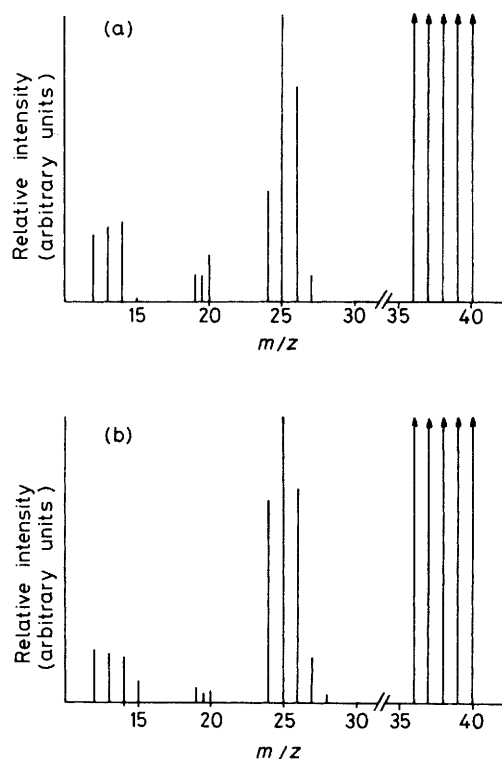 (a)
Relative intensity
(arbitrary units)
15 20 25 30 35 40
m/z
(b)
Relative intensity
(arbitrary units)
15 20 25 30 35 40
m/z